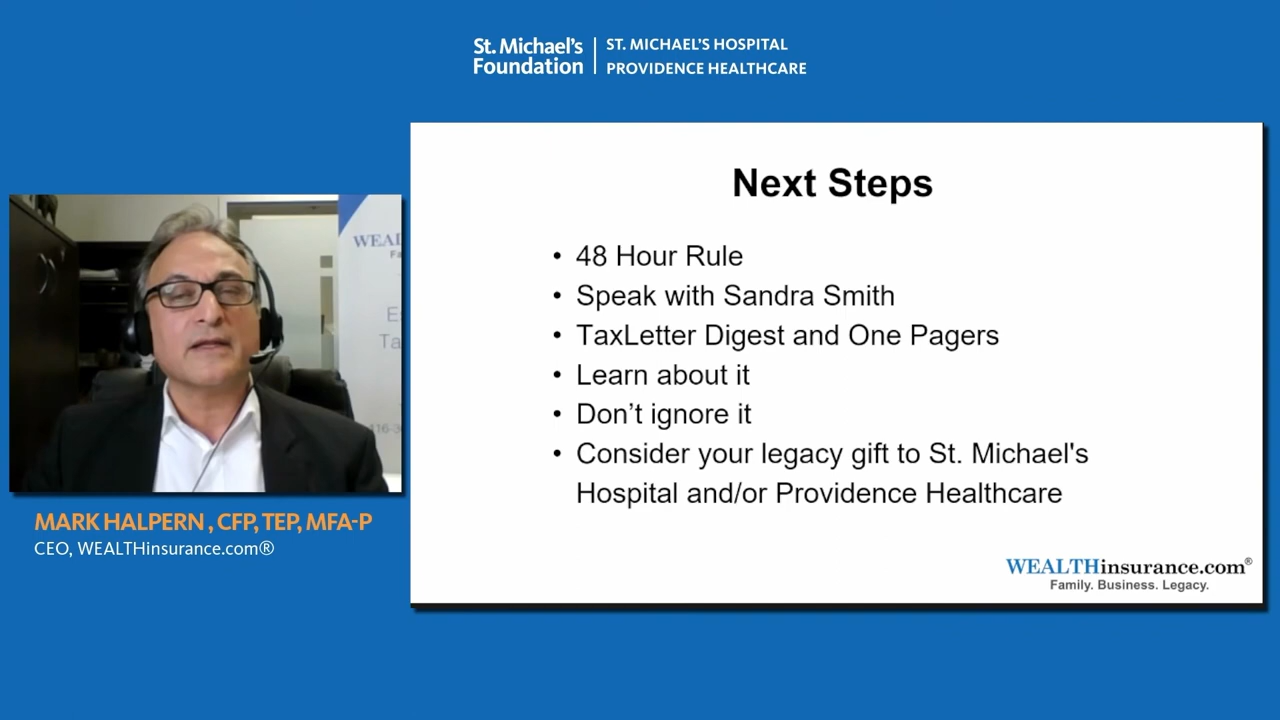 St. Michael's
Foundation
ST. MICHAEL'S HOSPITAL
PROVIDENCE HEALTHCARE
Next Steps
• 48 Hour Rule
• Speak with Sandra Smith
• TaxLetter Digest and One Pagers
• Learn about it
• Don’t ignore it
• Consider your legacy gift to St. Michael's
Hospital and/or Providence Healthcare
WEALTHinsurance.com®
Family. Business. Legacy.
MARK HALPERN , CFP, TEP, MFA-P
CEO, WEALTHinsurance.com®